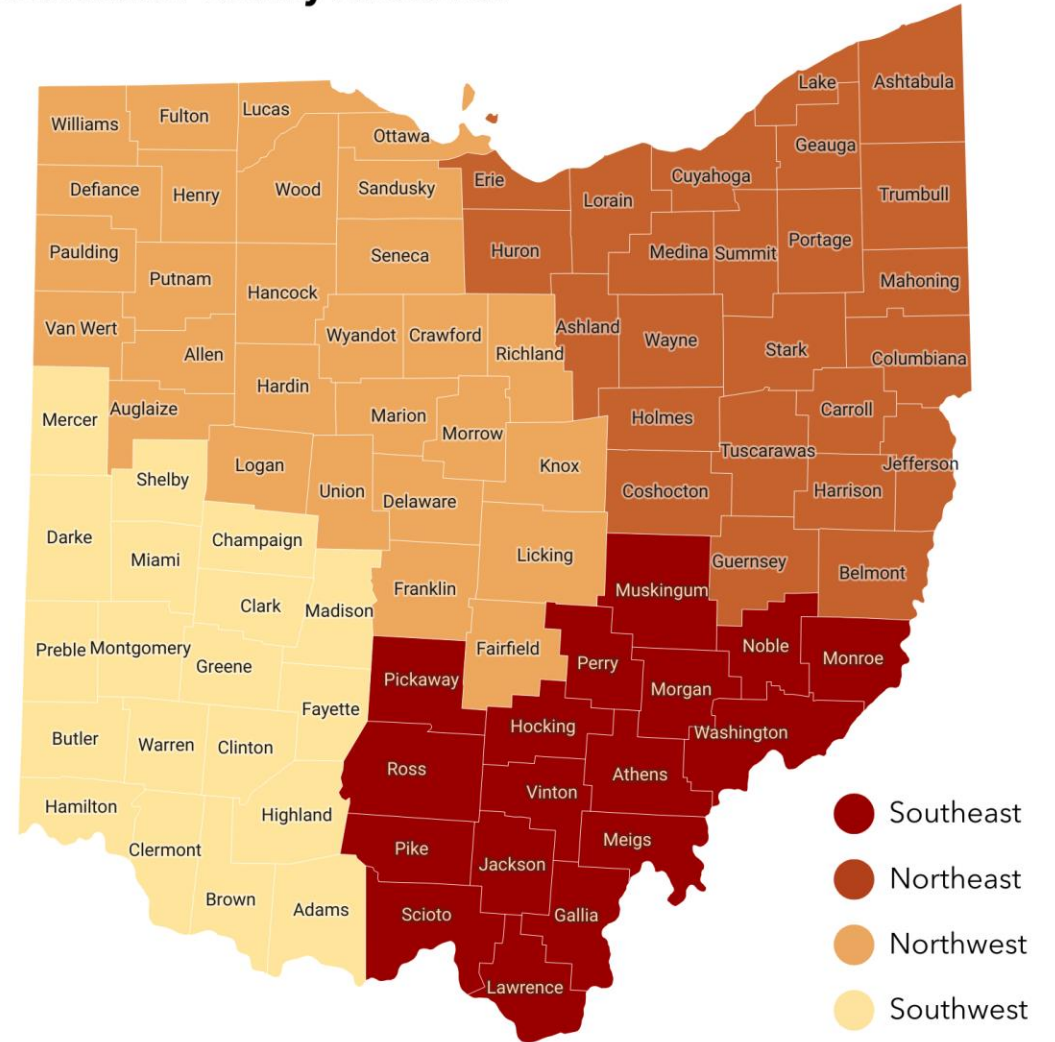 Lake
Ashtabula
Williams
Fulton
Lucas
Ottawa
Geauga
Defiance
Henry
Wood
Sandusky
Erie
Lorain
Cuyahoga
Trumbull
Paulding
Putnam
Hancock
Seneca
Huron
Medina
Summit
Portage
Mahoning
Van Wert
Allen
Wyandot
Crawford
Richland
Ashland
Wayne
Stark
Columbiana
Mercer
Auglaize
Hardin
Marion
Morrow
Holmes
Tuscarawas
Carroll
Jefferson
Shelby
Logan
Union
Delaware
Knox
Coshocton
Harrison
Darke
Miami
Champaign
Licking
Guernsey
Belmont
Clark
Madison
Franklin
Muskingum
Preble
Montgomery
Greene
Pickaway
Fairfield
Perry
Morgan
Noble
Monroe
Fayette
Hocking
Washington
Butler
Warren
Clinton
Ross
Vinton
Athens
Hamilton
Highland
Clermont
Pike
Jackson
Meigs
Brown
Adams
Scioto
Gallia
Lawrence
Southeast
Northeast
Northwest
Southwest